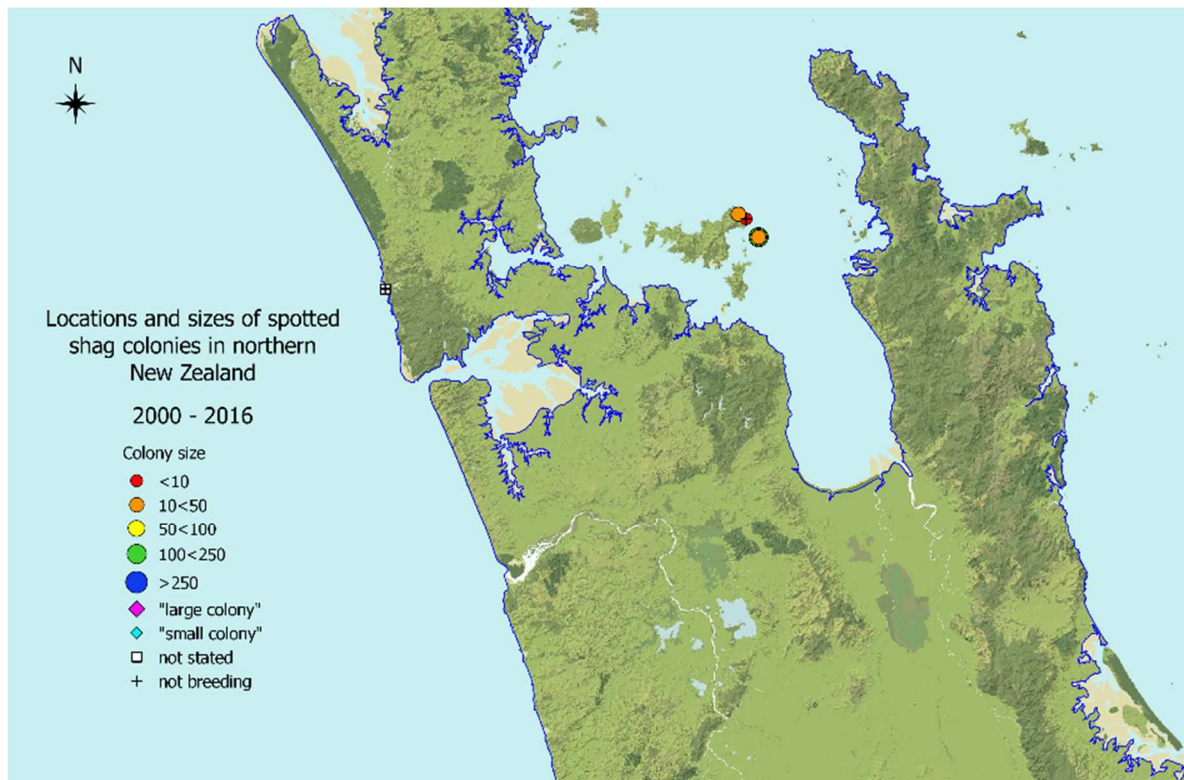 N
Locations and sizes of spotted
shag colonies in northern
New Zealand
2000 - 2016
Colony size
<10
10<50
50<100
100<250
>250
"large colony"
"small colony"
not stated
not breeding